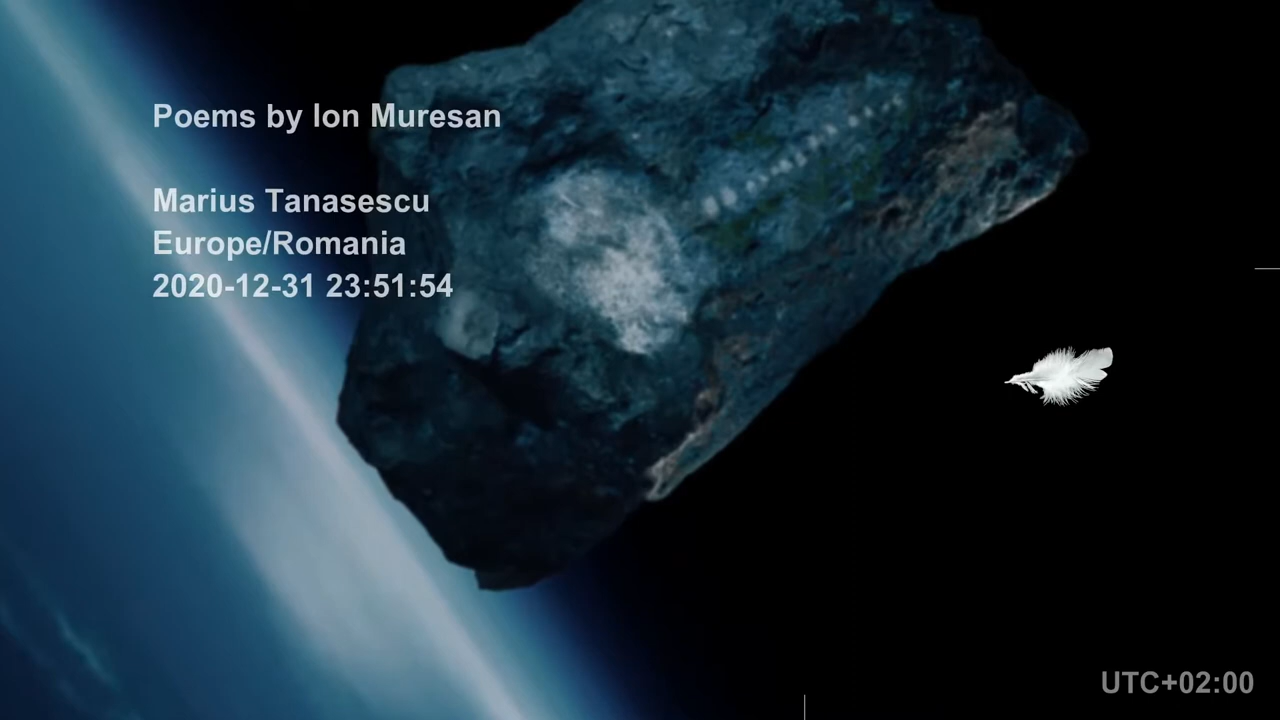 Poems by Ion Muresan
Marius Tanasescu
Europe/Romania
2020-12-31 23:51:54
UTC+02:00